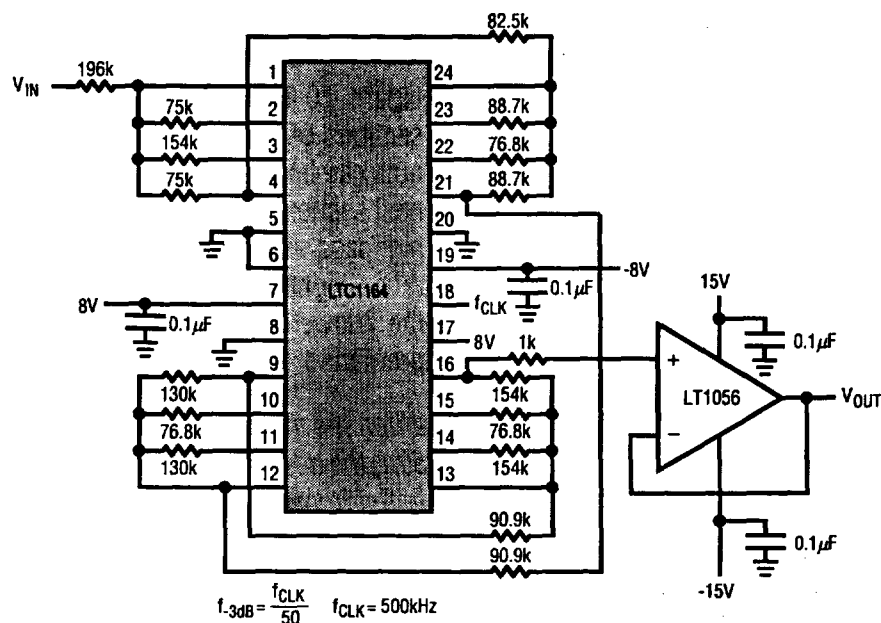 82.5k
V_IN 196k
1 24
75k 2 23 88.7k
154k 3 22 76.8k
75k 4 21 88.7k
5 20
6 19 -8V
LTC1164
8V 7 18 f_CLK
0.1μF 0.1μF
8 17 8V
9 16 1k
130k 154k
10 15
76.8k 76.8k
11 14
130k 154k
12 13
90.9k
90.9k
15V
0.1μF
+
LT1056 V_OUT
−
0.1μF
-15V
f_-3dB = f_CLK/50 f_CLK = 500kHz